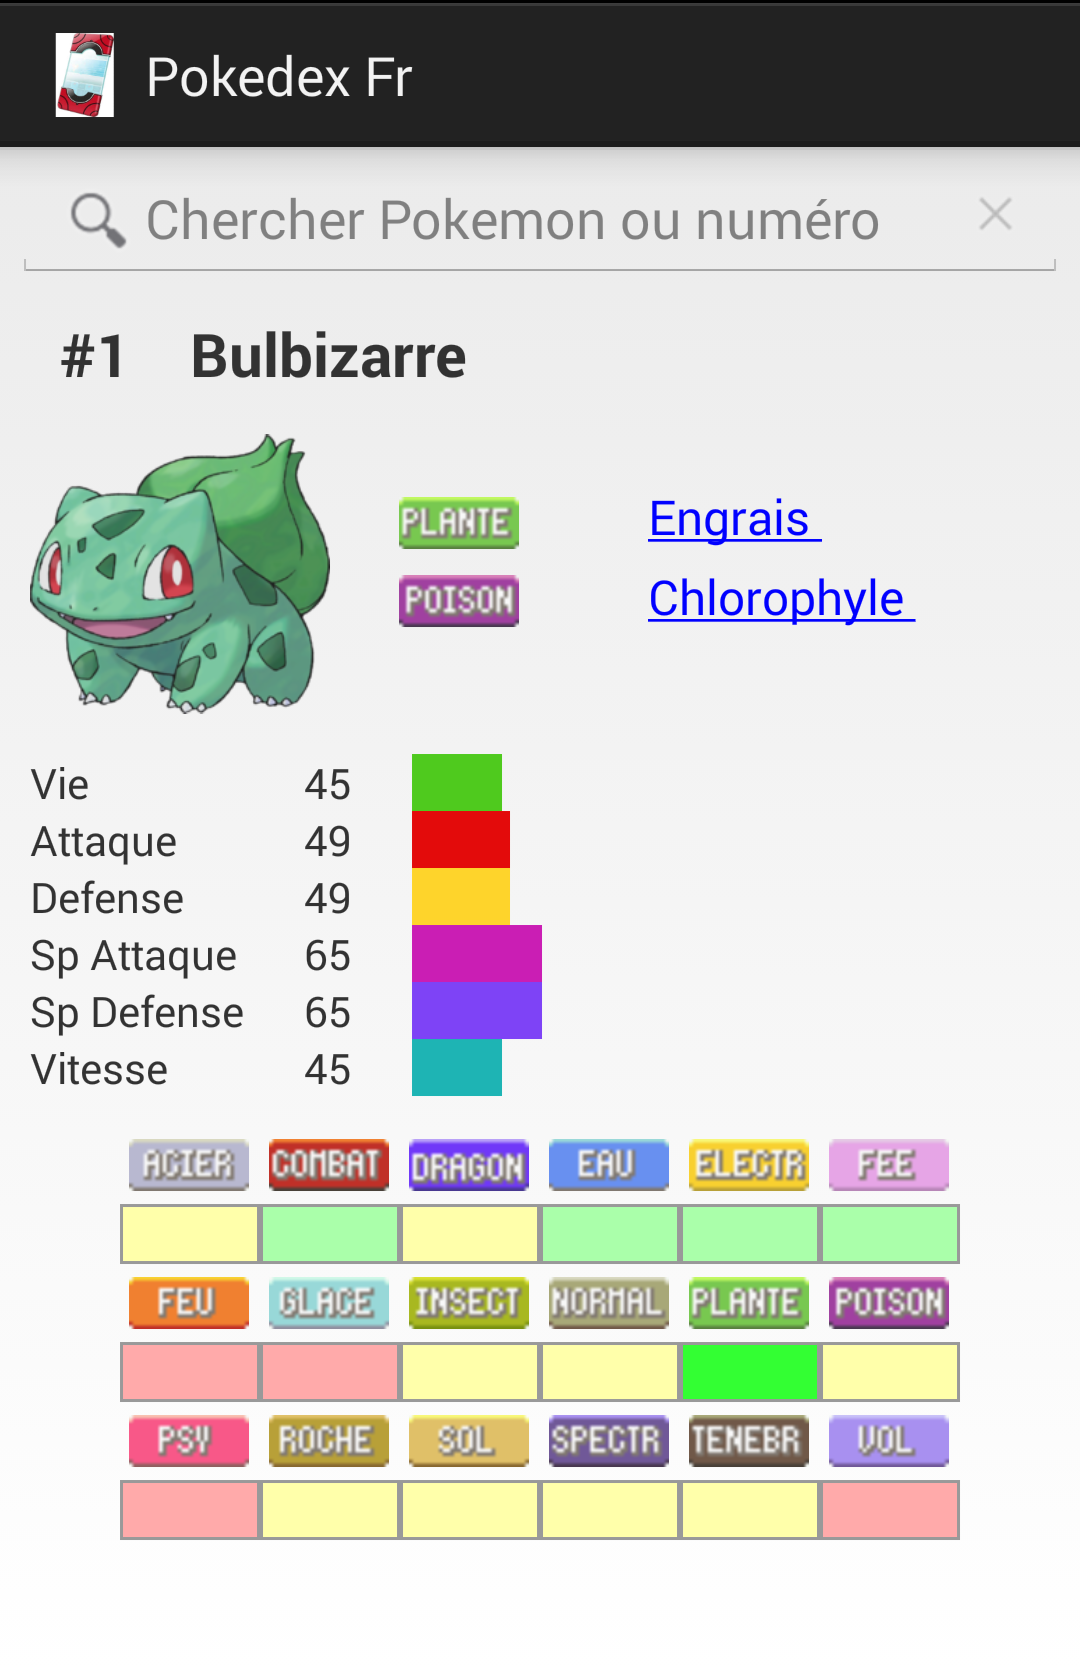 Pokedex Fr
Chercher Pokemon ou numéro
#1 Bulbizarre
PLANTE Engrais
POISON Chlorophyle
Vie 45
Attaque 49
Defense 49
Sp Attaque 65
Sp Defense 65
Vitesse 45
ACIER COMBAT DRAGON EAU ELECTR FEE
FEU GLACE INSECT NORMAL PLANTE POISON
PSY ROCHE SOL SPECTR TENEBR VOL